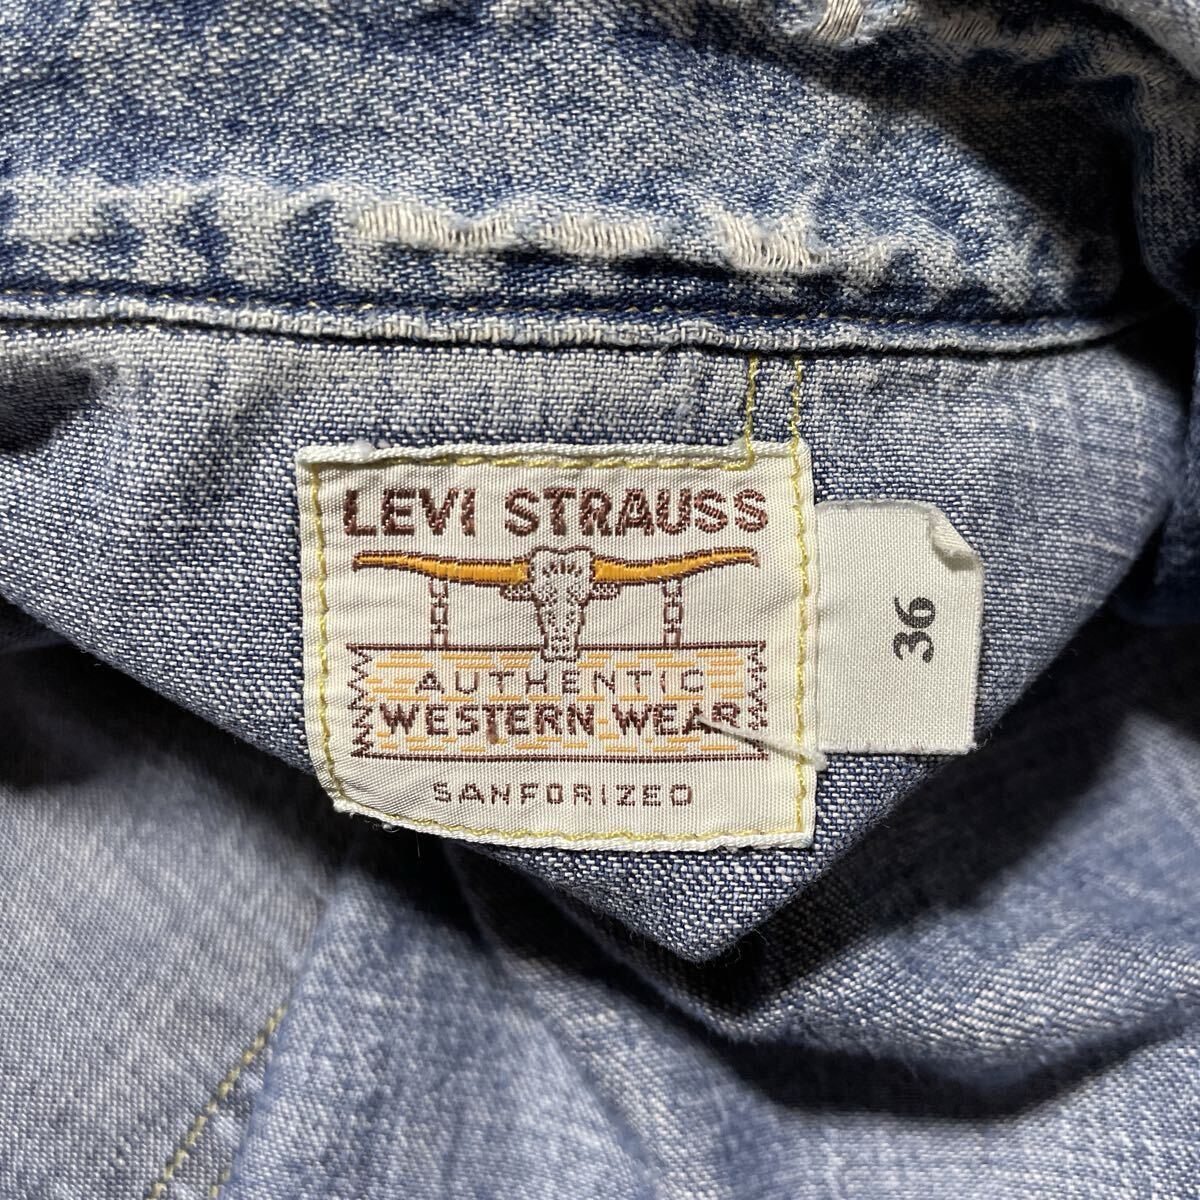 LEVI STRAUSS
AUTHENTIC
WESTERN-WEAR
SANFORIZED
36